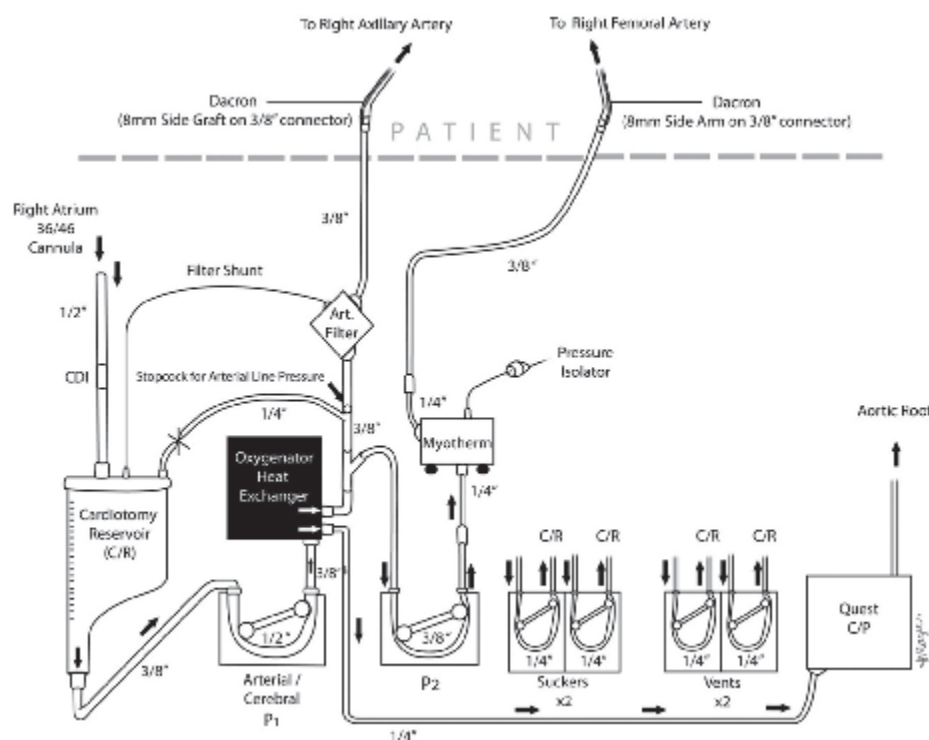 To Right Axillary Artery
To Right Femoral Artery
Dacron
(8mm Side Graft on 3/8" connector)
Dacron
(8mm Side Arm on 3/8" connector)
PATIENT
Right Atrium
36/46
Cannula
3/8"
3/8"
Filter Shunt
1/2"
Art.
Filter
CDI
Stopcock for Arterial Line Pressure
Pressure
Isolator
1/4"
1/4"
3/8"
Aortic Root
Myotherm
Oxygenator
Heat
Exchanger
1/4"
Cardiotomy
Reservoir
(C/R)
C/R
C/R
C/R
C/R
3/8"
1/2"
3/8"
Quest
C/P
3/8"
1/4"
1/4"
1/4"
1/4"
Arterial /
Cerebral
P1
P2
Suckers
x2
Vents
x2
1/4"